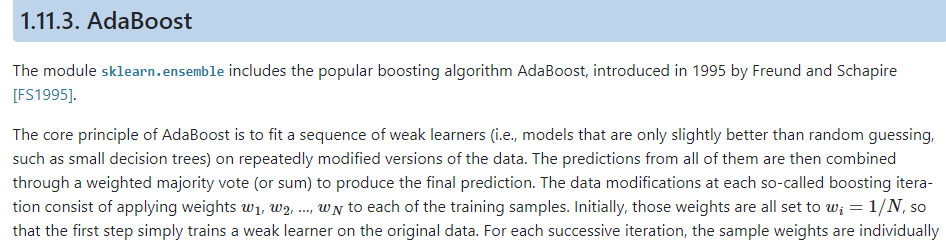 1.11.3. AdaBoost
The module sklearn.ensemble includes the popular boosting algorithm AdaBoost, introduced in 1995 by Freund and Schapire
[FS1995].
The core principle of AdaBoost is to fit a sequence of weak learners (i.e., models that are only slightly better than random guessing,
such as small decision trees) on repeatedly modified versions of the data. The predictions from all of them are then combined
through a weighted majority vote (or sum) to produce the final prediction. The data modifications at each so-called boosting itera-
tion consist of applying weights w₁, w₂, ..., w_N to each of the training samples. Initially, those weights are all set to wᵢ = 1/N, so
that the first step simply trains a weak learner on the original data. For each successive iteration, the sample weights are individually